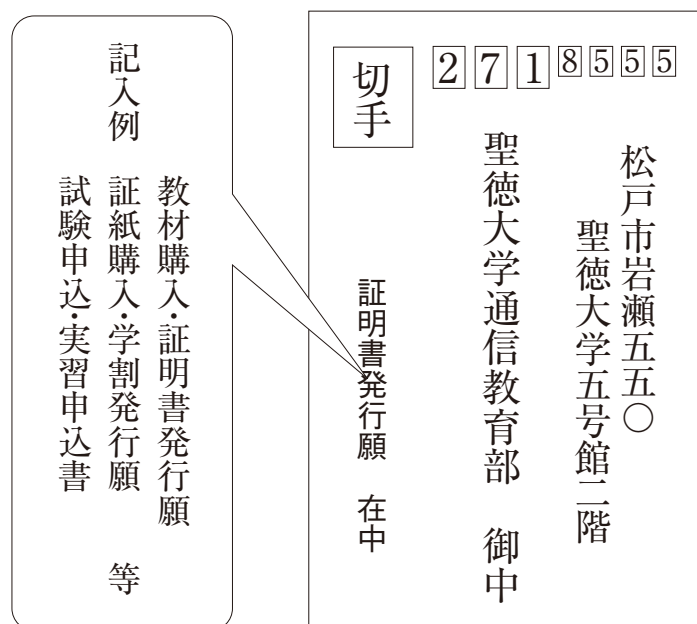 切手
271 8555
松戸市岩瀬五五〇
聖徳大学五号館二階
聖徳大学通信教育部　御中
証明書発行願　在中
記入例
教材購入・証明書発行願
証紙購入・学割発行願　等
試験申込・実習申込書